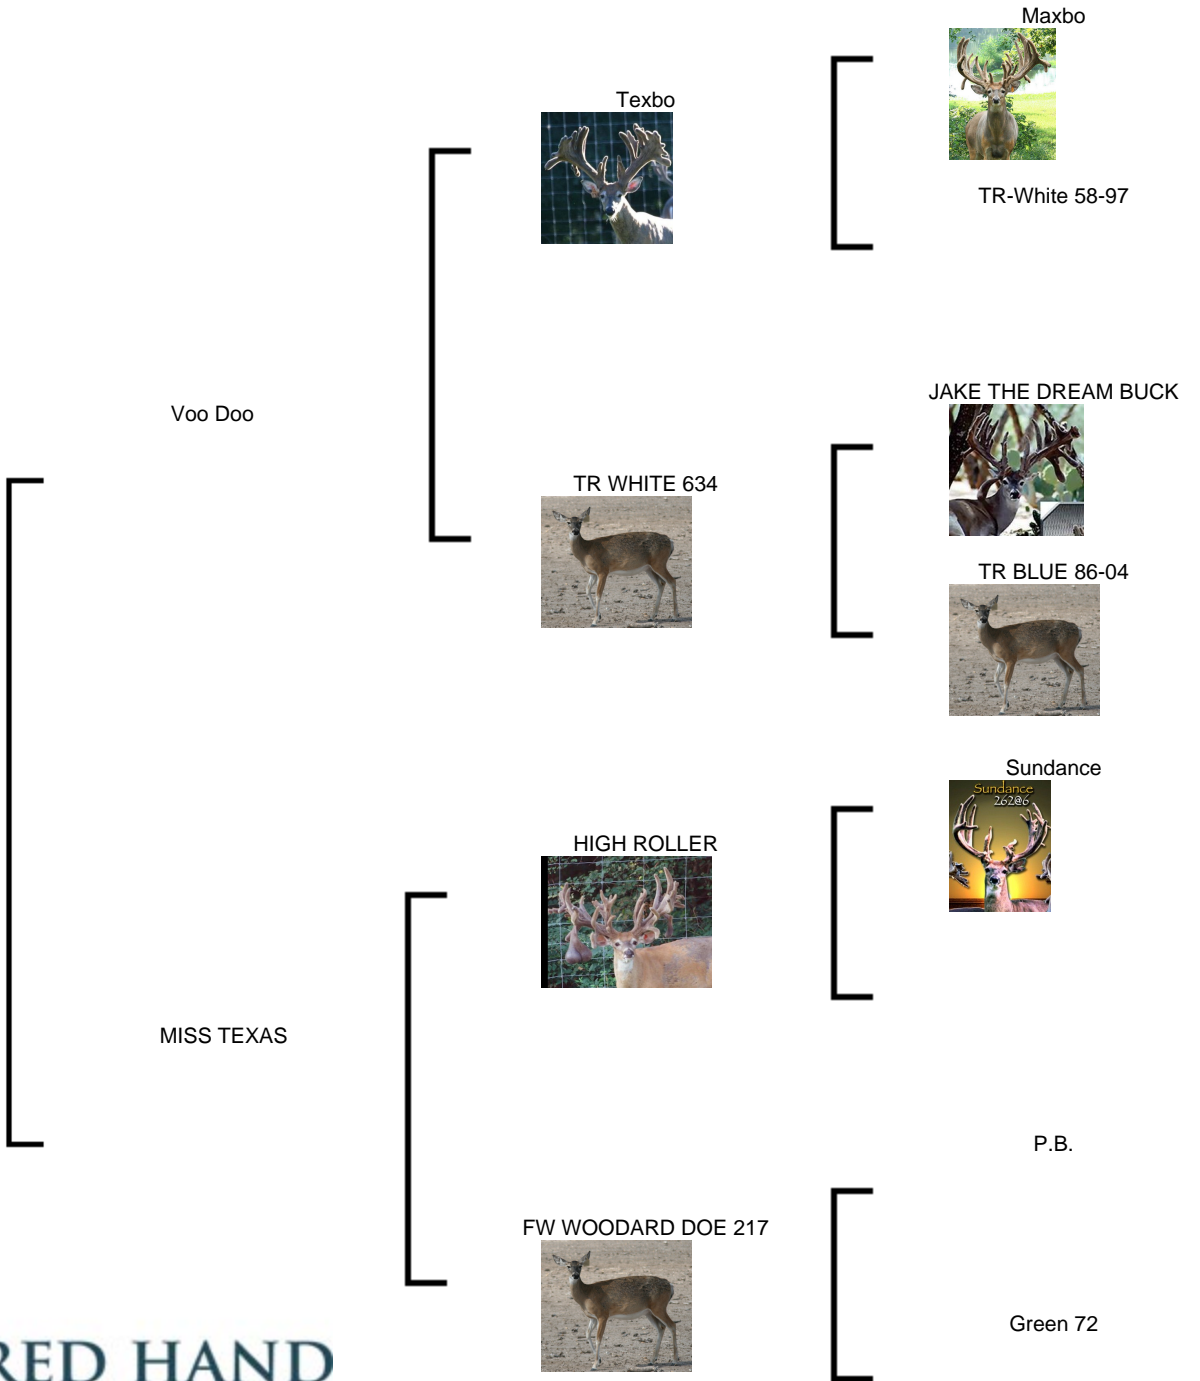 Maxbo
Texbo
TR-White 58-97
JAKE THE DREAM BUCK
Voo Doo
TR WHITE 634
TR BLUE 86-04
Sundance
Sundance
262@6
HIGH ROLLER
MISS TEXAS
P.B.
FW WOODARD DOE 217
Green 72
RED HAND